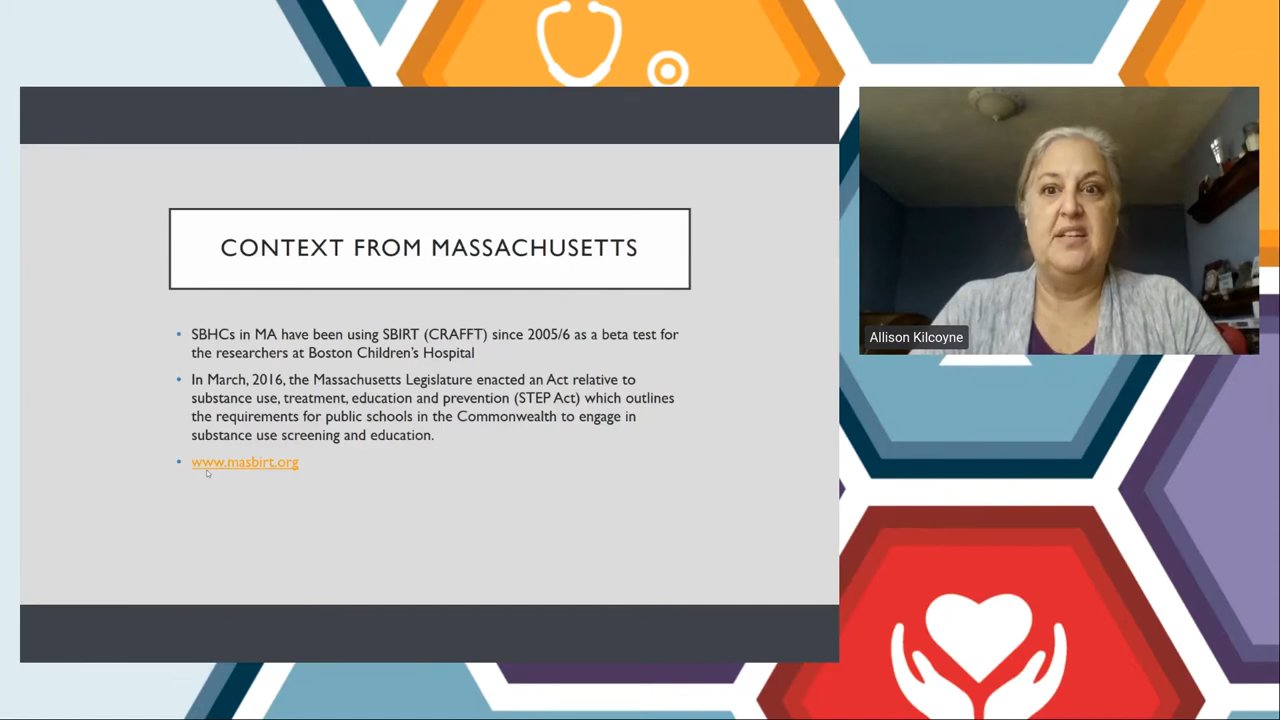 CONTEXT FROM MASSACHUSETTS
• SBHCs in MA have been using SBIRT (CRAFFT) since 2005/6 as a beta test for
the researchers at Boston Children's Hospital
• In March, 2016, the Massachusetts Legislature enacted an Act relative to
substance use, treatment, education and prevention (STEP Act) which outlines
the requirements for public schools in the Commonwealth to engage in
substance use screening and education.
• www.masbirt.org
Allison Kilcoyne